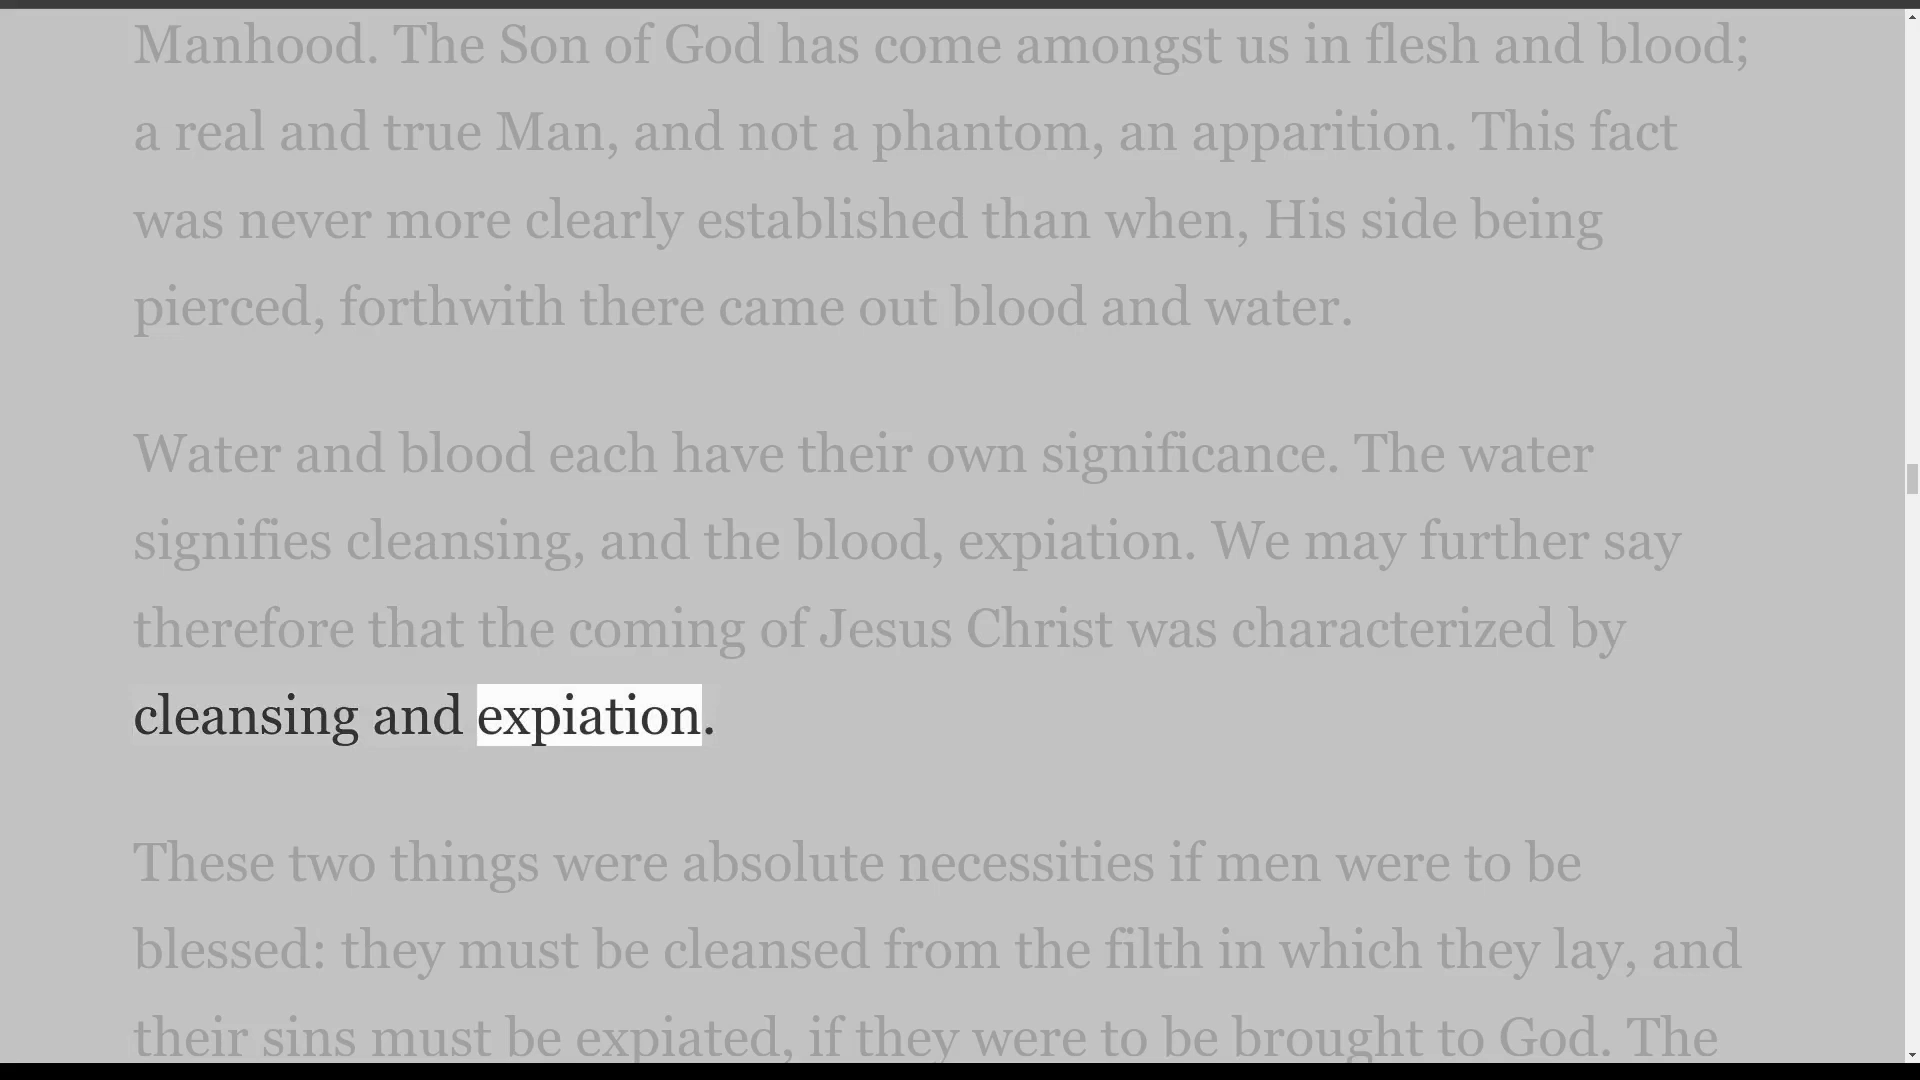 Manhood. The Son of God has come amongst us in flesh and blood;
a real and true Man, and not a phantom, an apparition. This fact
was never more clearly established than when, His side being
pierced, forthwith there came out blood and water.
Water and blood each have their own significance. The water
signifies cleansing, and the blood, expiation. We may further say
therefore that the coming of Jesus Christ was characterized by
cleansing and expiation.
These two things were absolute necessities if men were to be
blessed: they must be cleansed from the filth in which they lay, and
their sins must be expiated, if they were to be brought to God. The